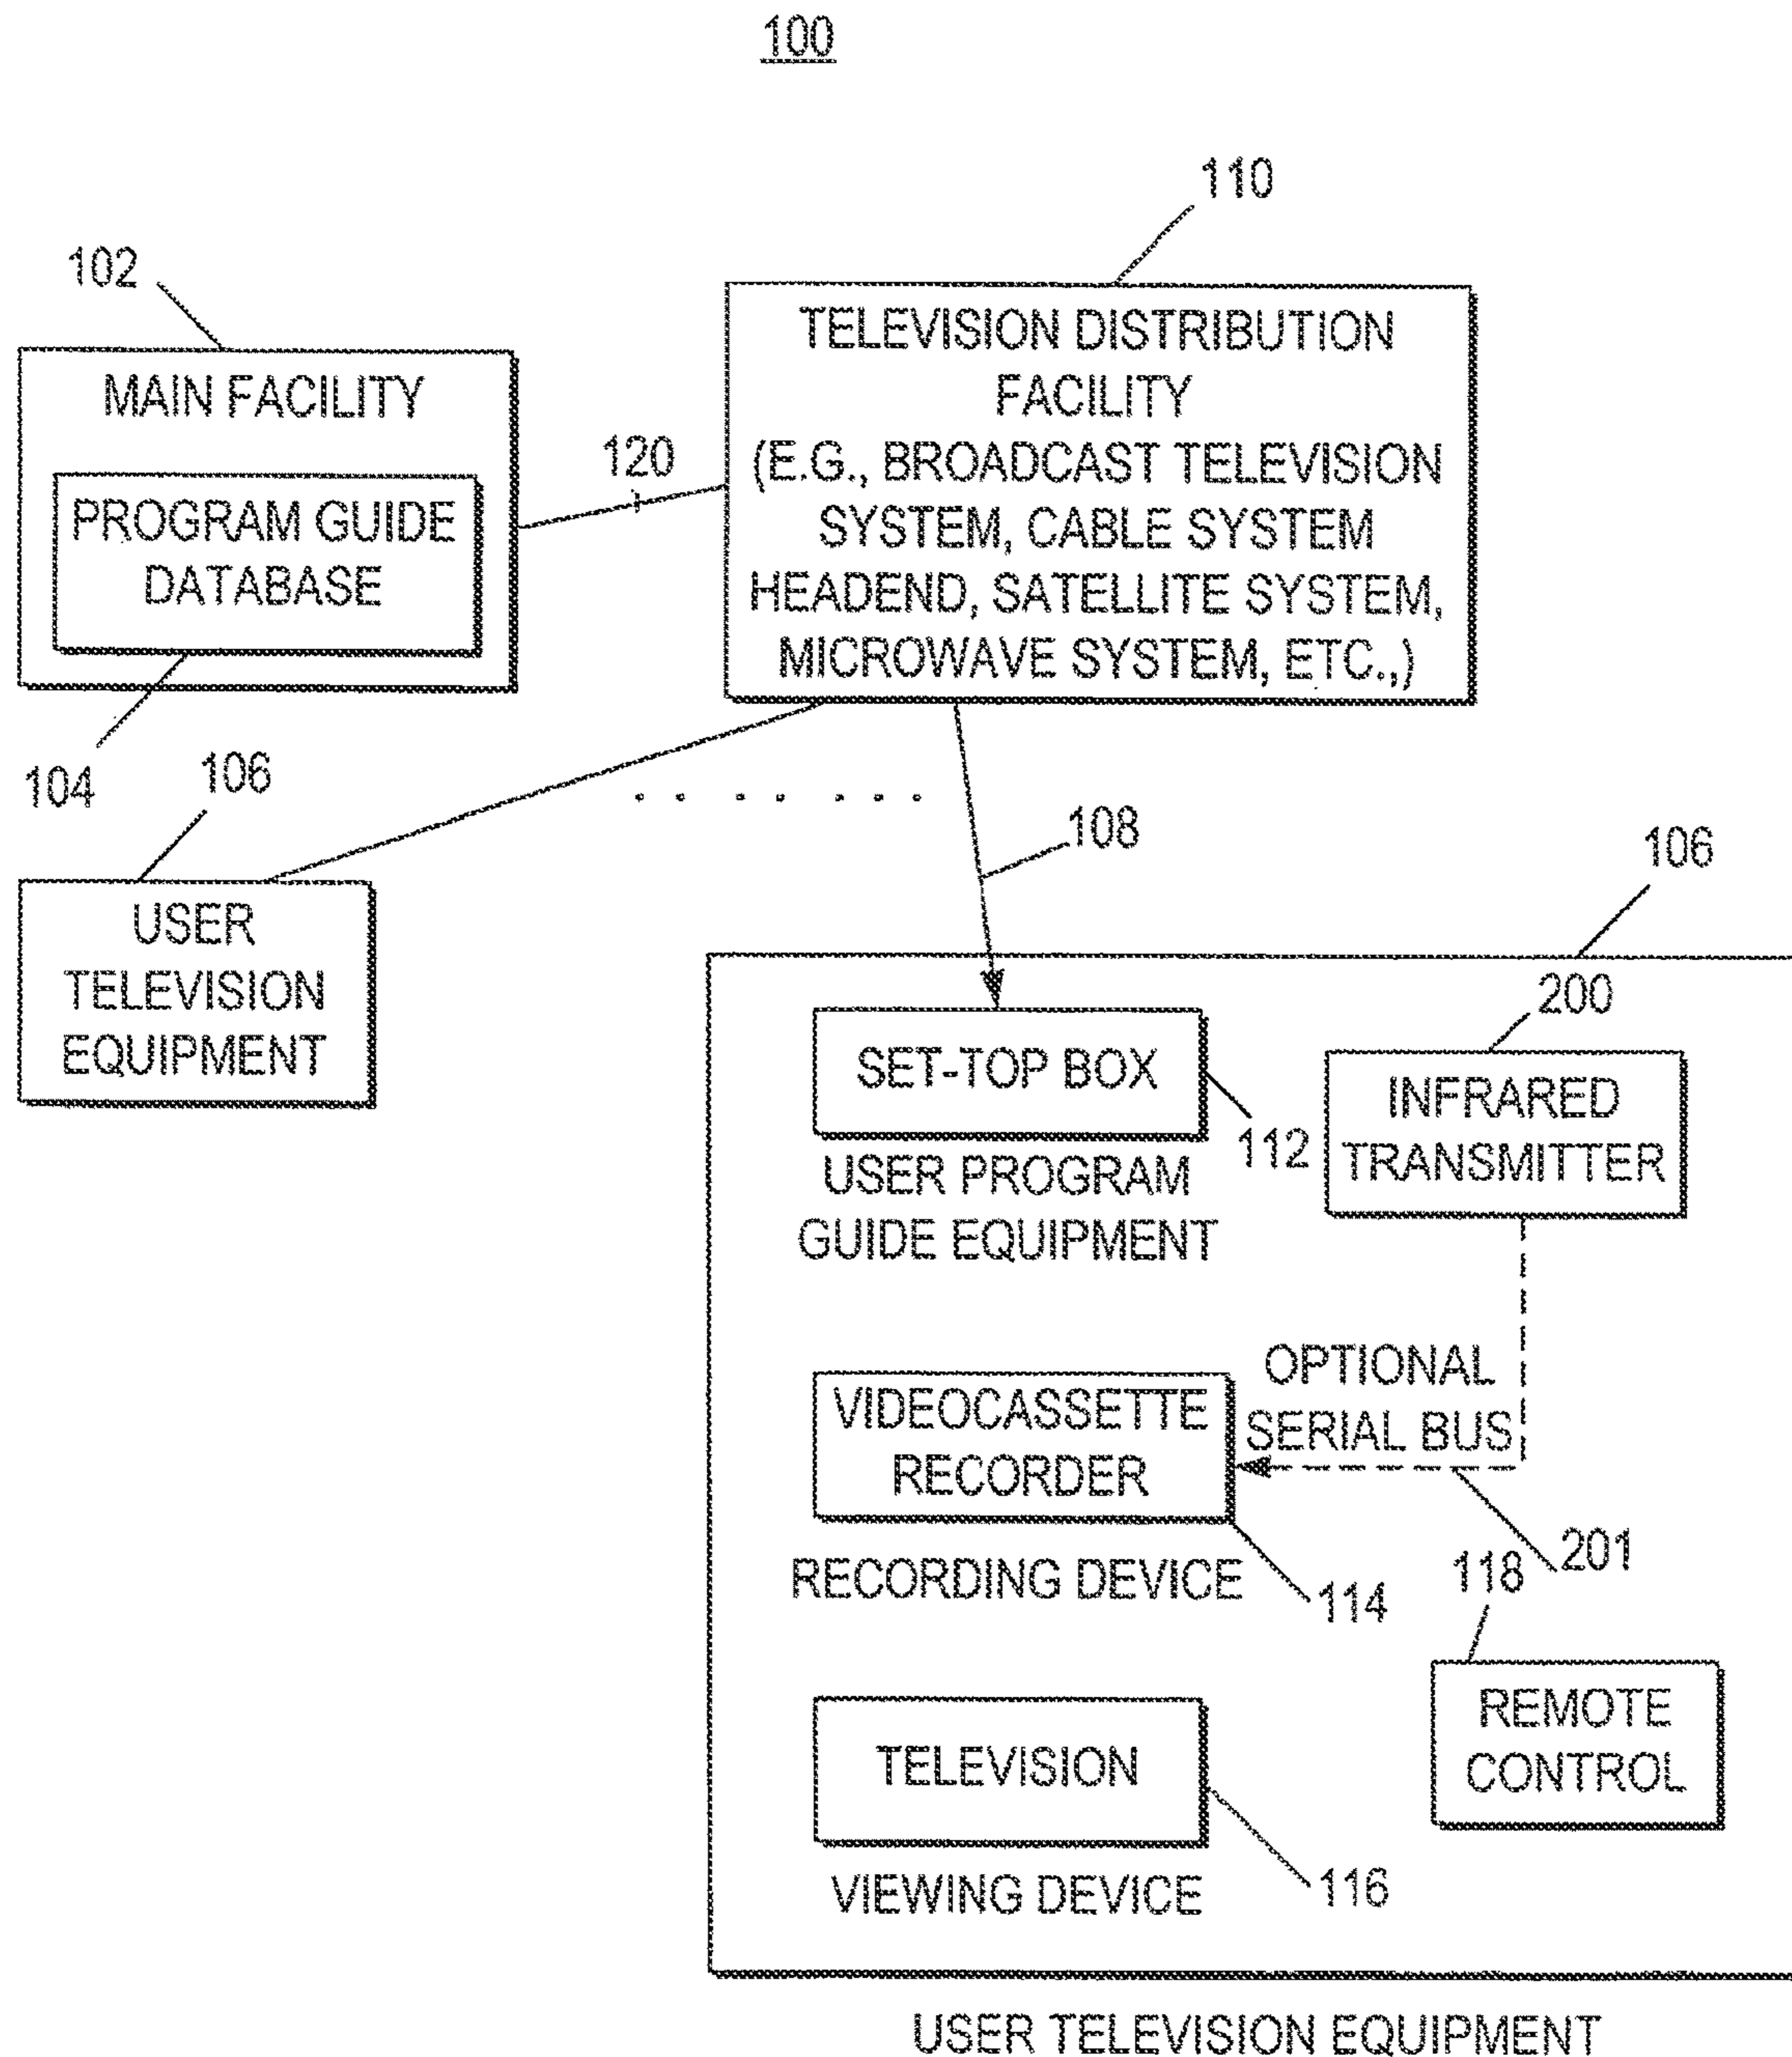 100
110
102
TELEVISION DISTRIBUTION
FACILITY
(E.G., BROADCAST TELEVISION
SYSTEM, CABLE SYSTEM
HEADEND, SATELLITE SYSTEM,
MICROWAVE SYSTEM, ETC.,)
MAIN FACILITY
PROGRAM GUIDE
DATABASE
120
104
106
108
106
USER
TELEVISION
EQUIPMENT
200
SET-TOP BOX
112
USER PROGRAM
GUIDE EQUIPMENT
INFRARED
TRANSMITTER
OPTIONAL
SERIAL BUS
VIDEOCASSETTE
RECORDER
201
RECORDING DEVICE
114
118
REMOTE
CONTROL
TELEVISION
116
VIEWING DEVICE
USER TELEVISION EQUIPMENT